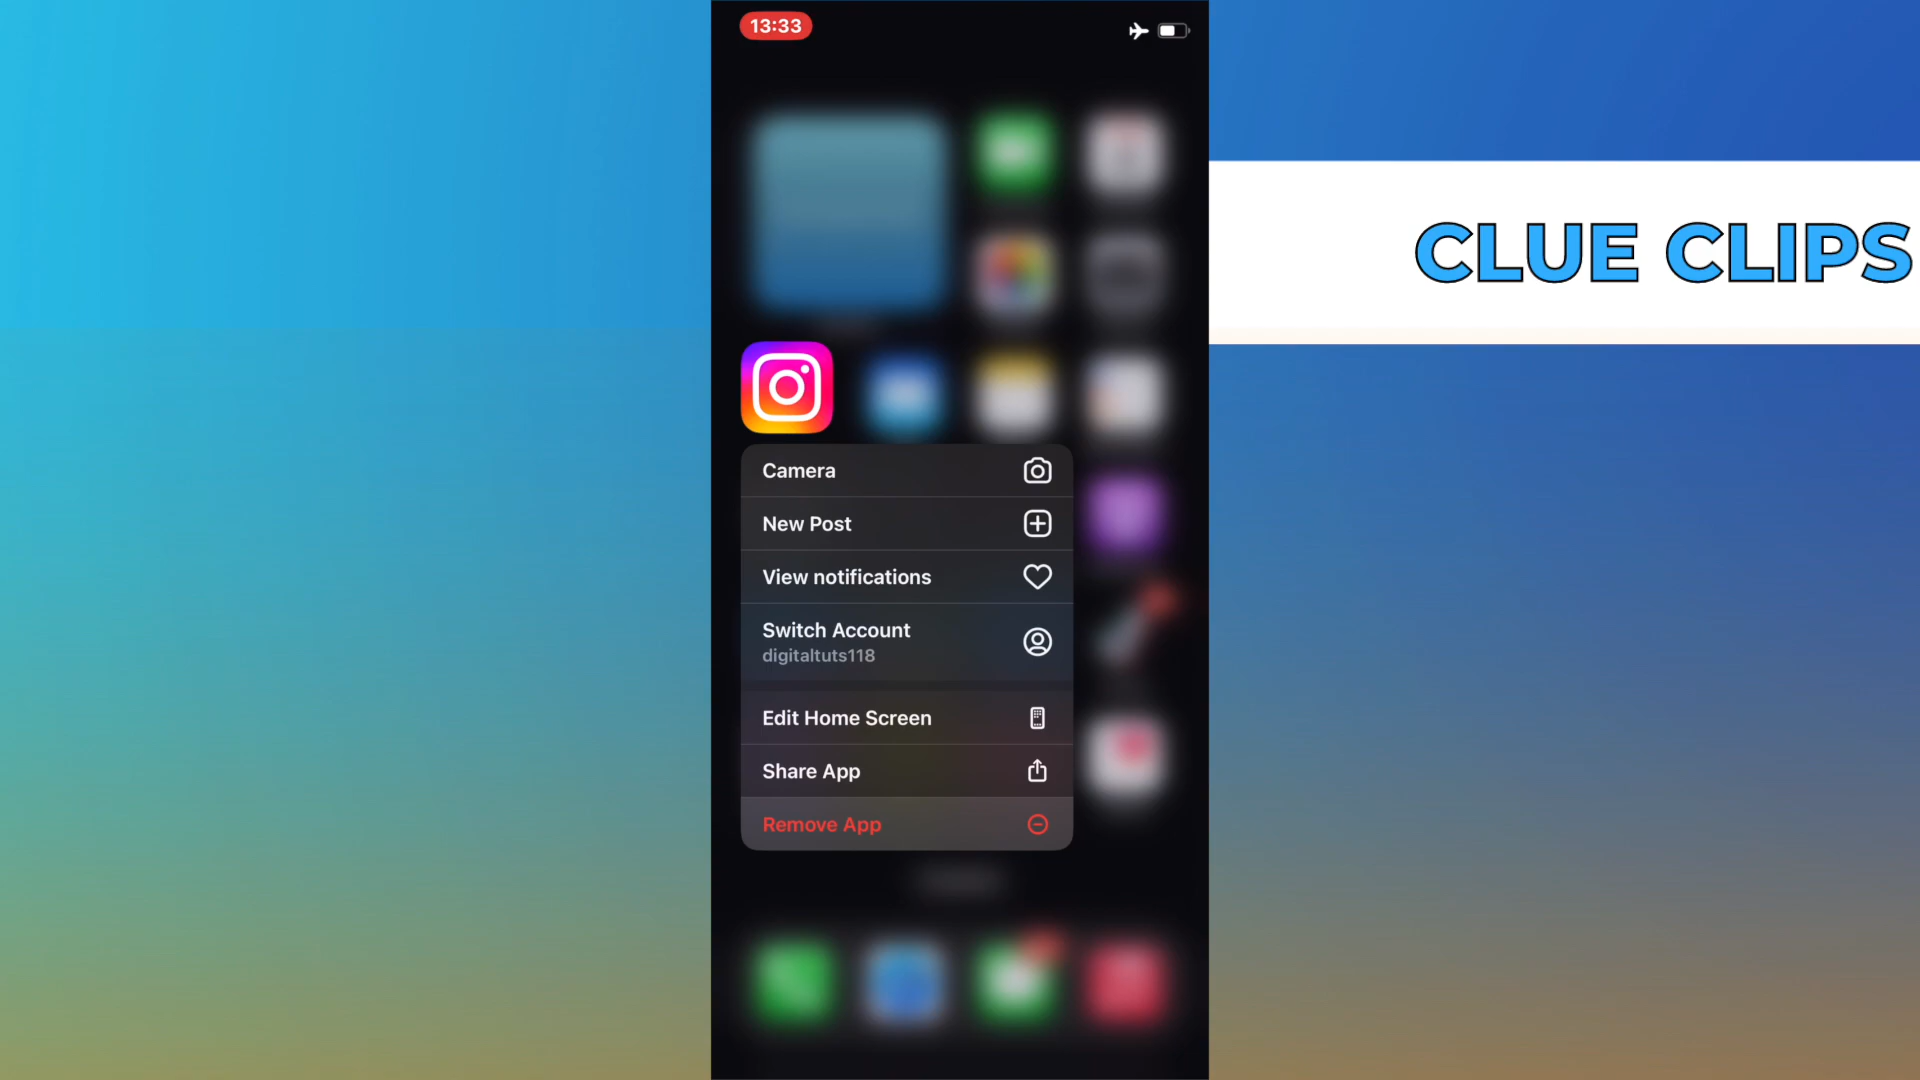 13:33
CLUE CLIPS
Camera
New Post
View notifications
Switch Account
digitaltuts118
Edit Home Screen
Share App
Remove App